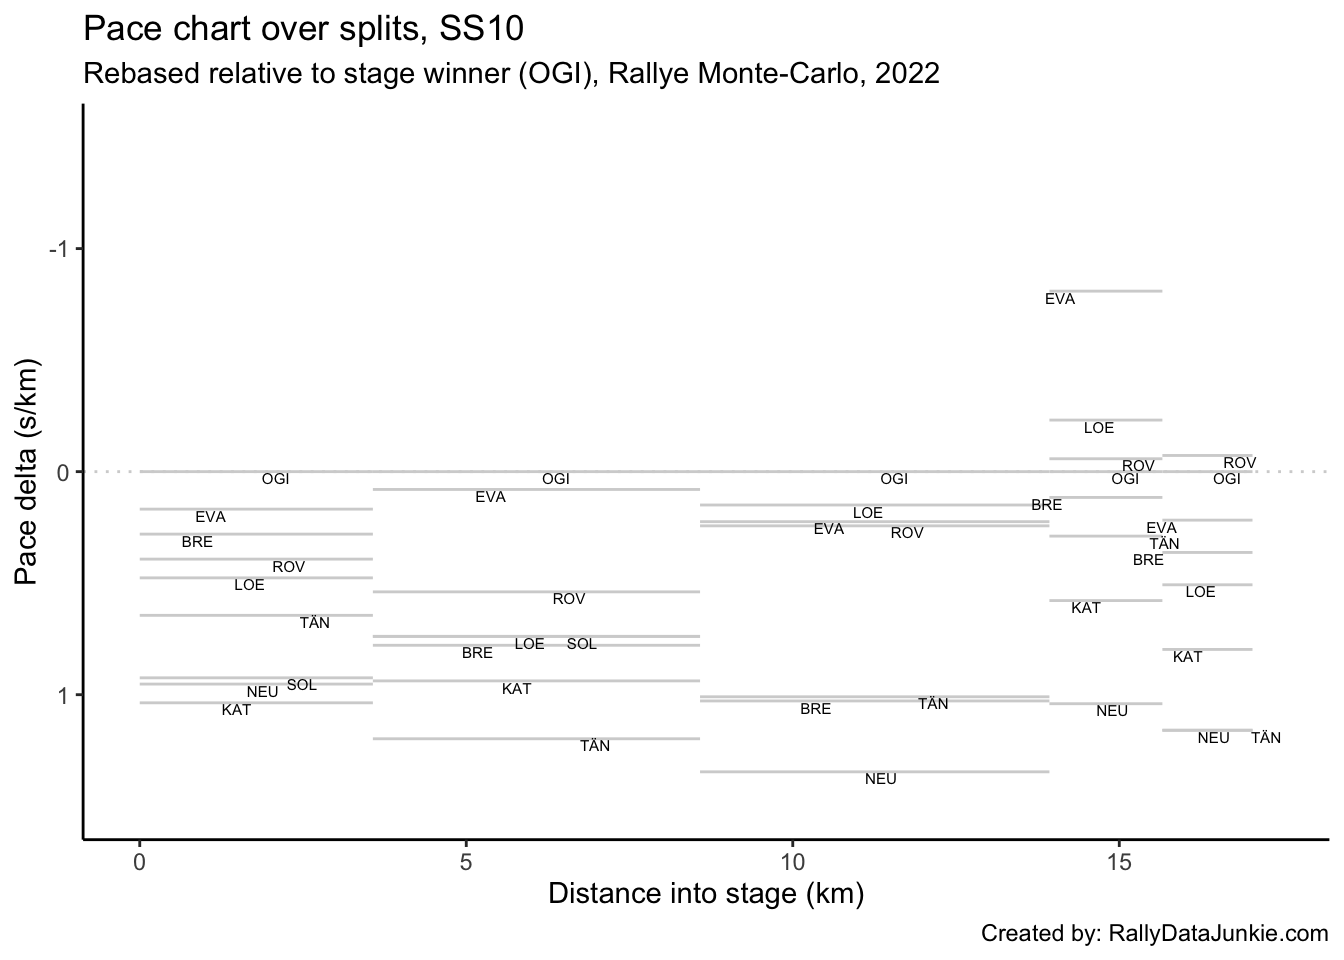 Pace chart over splits, SS10
Rebased relative to stage winner (OGI), Rallye Monte-Carlo, 2022
Pace delta (s/km)
-1
0
1
OGI
EVA
BRE
ROV
LOE
TÄN
SOL
NEU
KAT
OGI
EVA
ROV
LOE SOL
BRE
KAT
TÄN
OGI
LOE
EVA
ROV
TÄN
BRE
NEU
EVA
LOE
ROV
OGI
BRE
TÄN
KAT
NEU
ROV
OGI
EVA
BRE
LOE
KAT
NEU TÄN
0 5 10 15
Distance into stage (km)
Created by: RallyDataJunkie.com